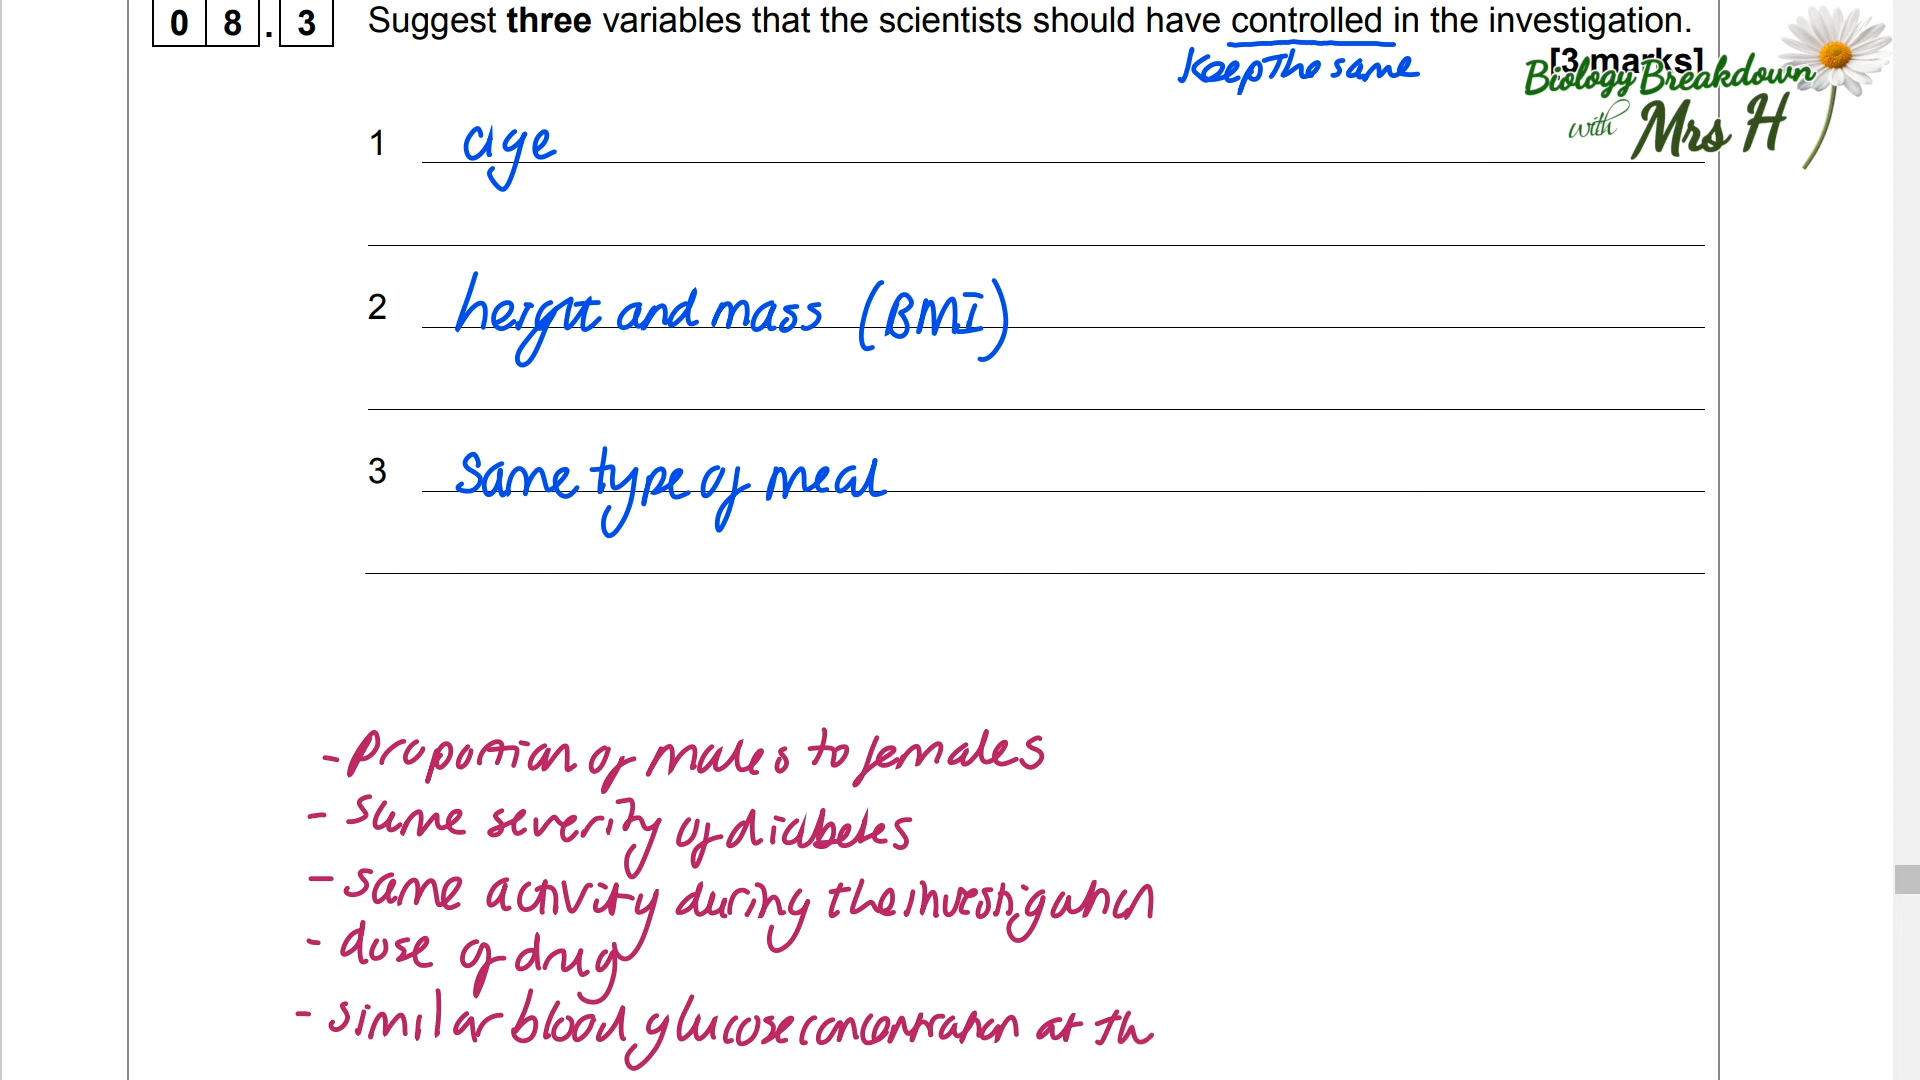 08.3 Suggest three variables that the scientists should have controlled in the investigation.
keep the same
[3 marks]
Biology Breakdown
with Mrs H
1 age
2 height and mass (BMI)
3 same type of meal
- proportion of males to females
- same severity of diabetes
- same activity during the investigation
- dose of drug
- similar blood glucose concentration at th